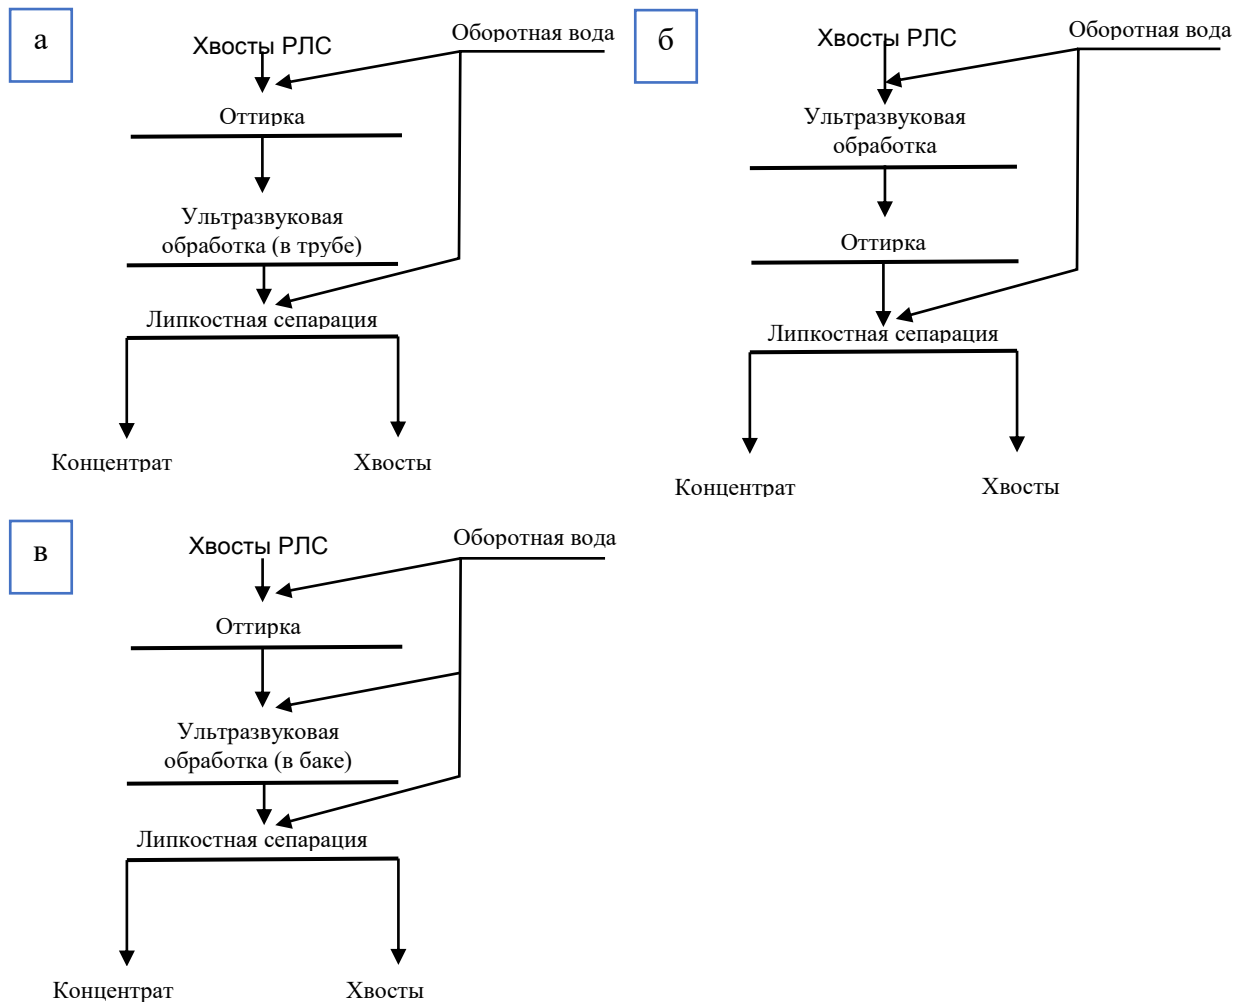 а
Хвосты РЛС
Оборотная вода
Оттирка
Ультразвуковая
обработка (в трубе)
Липкостная сепарация
Концентрат
Хвосты
б
Хвосты РЛС
Оборотная вода
Ультразвуковая
обработка
Оттирка
Липкостная сепарация
Концентрат
Хвосты
в
Хвосты РЛС
Оборотная вода
Оттирка
Ультразвуковая
обработка (в баке)
Липкостная сепарация
Концентрат
Хвосты